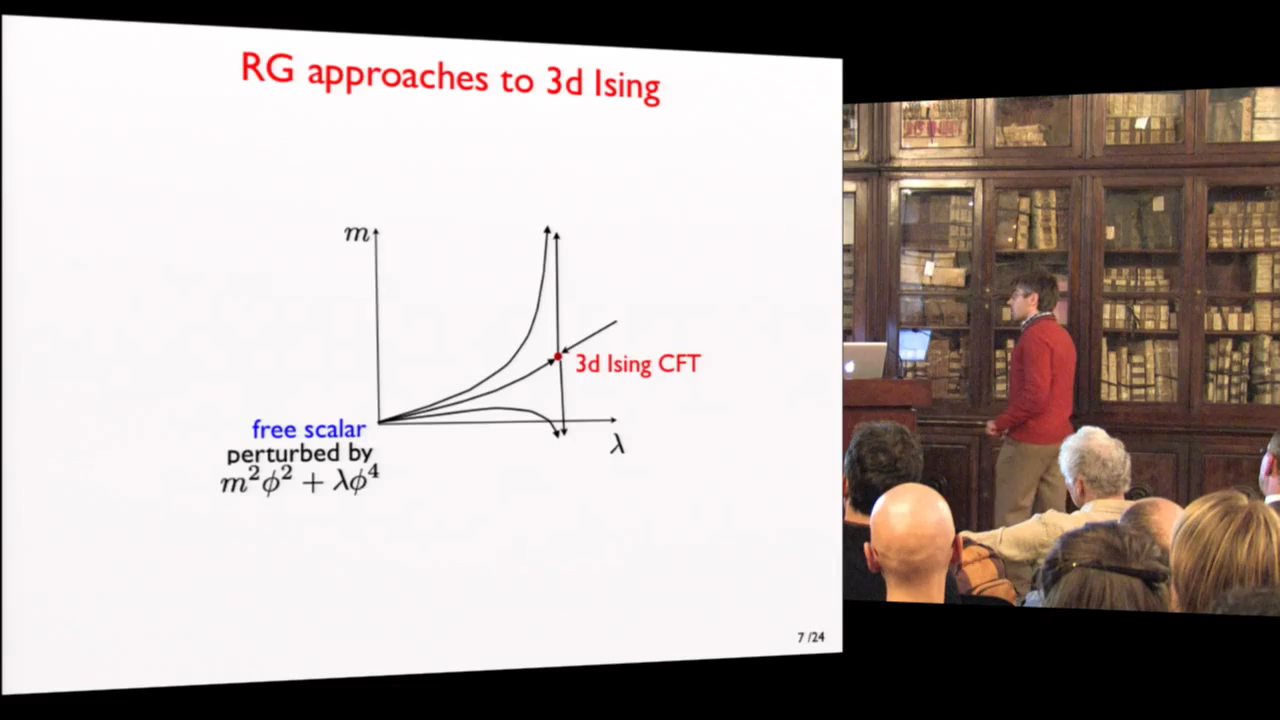 RG approaches to 3d Ising
m
3d Ising CFT
free scalar
perturbed by
m²ϕ² + λϕ⁴
λ
7 /24